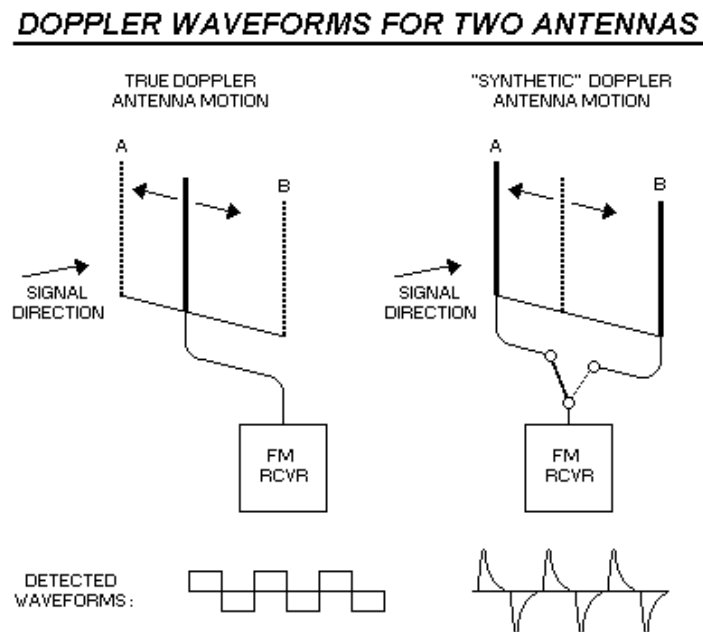 DOPPLER WAVEFORMS FOR TWO ANTENNAS
TRUE DOPPLER
ANTENNA MOTION
A
B
SIGNAL
DIRECTION
FM
RCVR
"SYNTHETIC" DOPPLER
ANTENNA MOTION
A
B
SIGNAL
DIRECTION
FM
RCVR
DETECTED
WAVEFORMS: